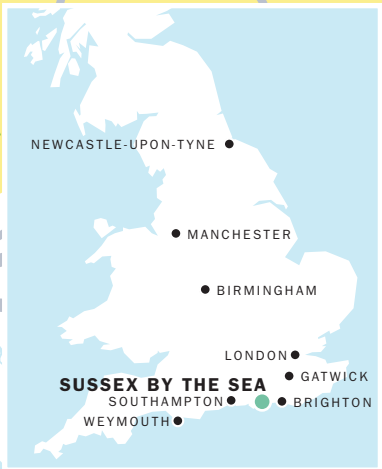 NEWCASTLE-UPON-TYNE
MANCHESTER
BIRMINGHAM
LONDON
GATWICK
SUSSEX BY THE SEA
SOUTHAMPTON
BRIGHTON
WEYMOUTH